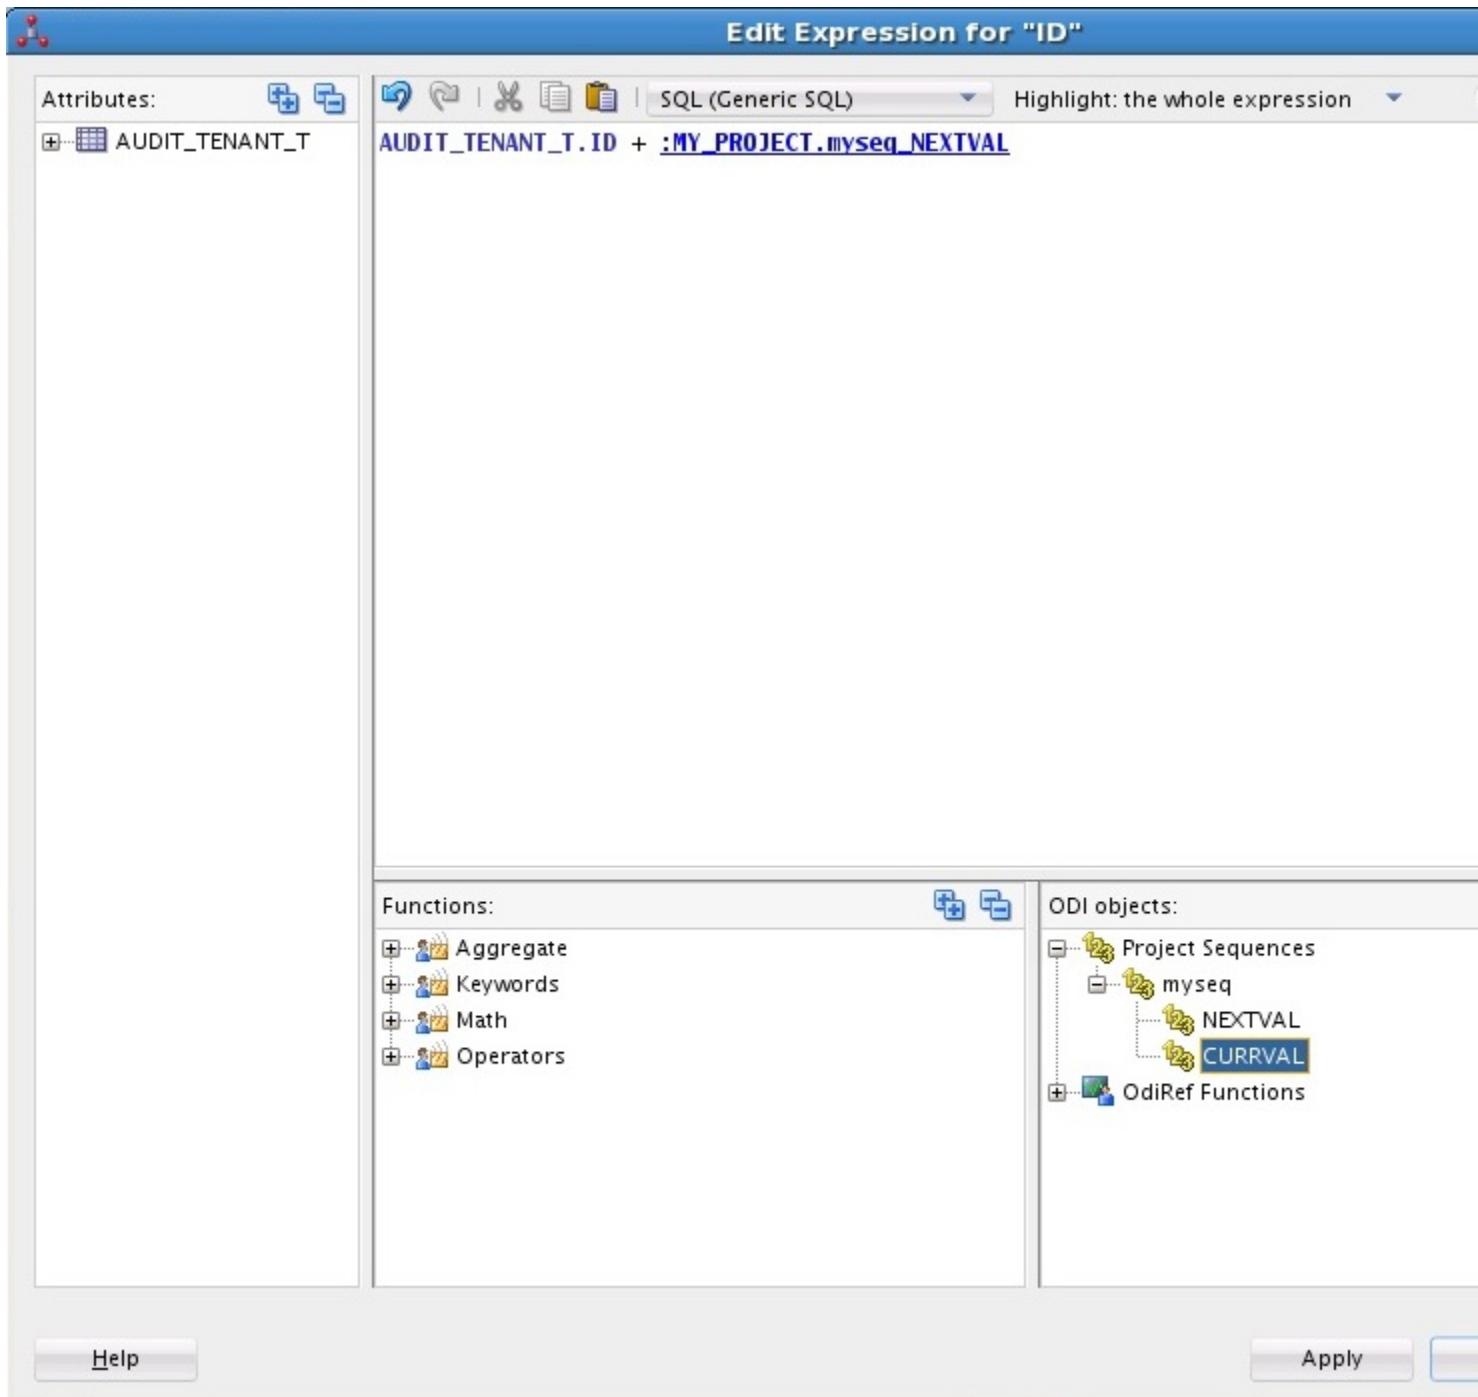 Edit Expression for "ID"
Attributes:
AUDIT_TENANT_T
SQL (Generic SQL)
Highlight: the whole expression
AUDIT_TENANT_T.ID + :MY_PROJECT.myseq_NEXTVAL
Functions:
Aggregate
Keywords
Math
Operators
ODI objects:
Project Sequences
myseq
NEXTVAL
CURRVAL
OdiRef Functions
Help
Apply